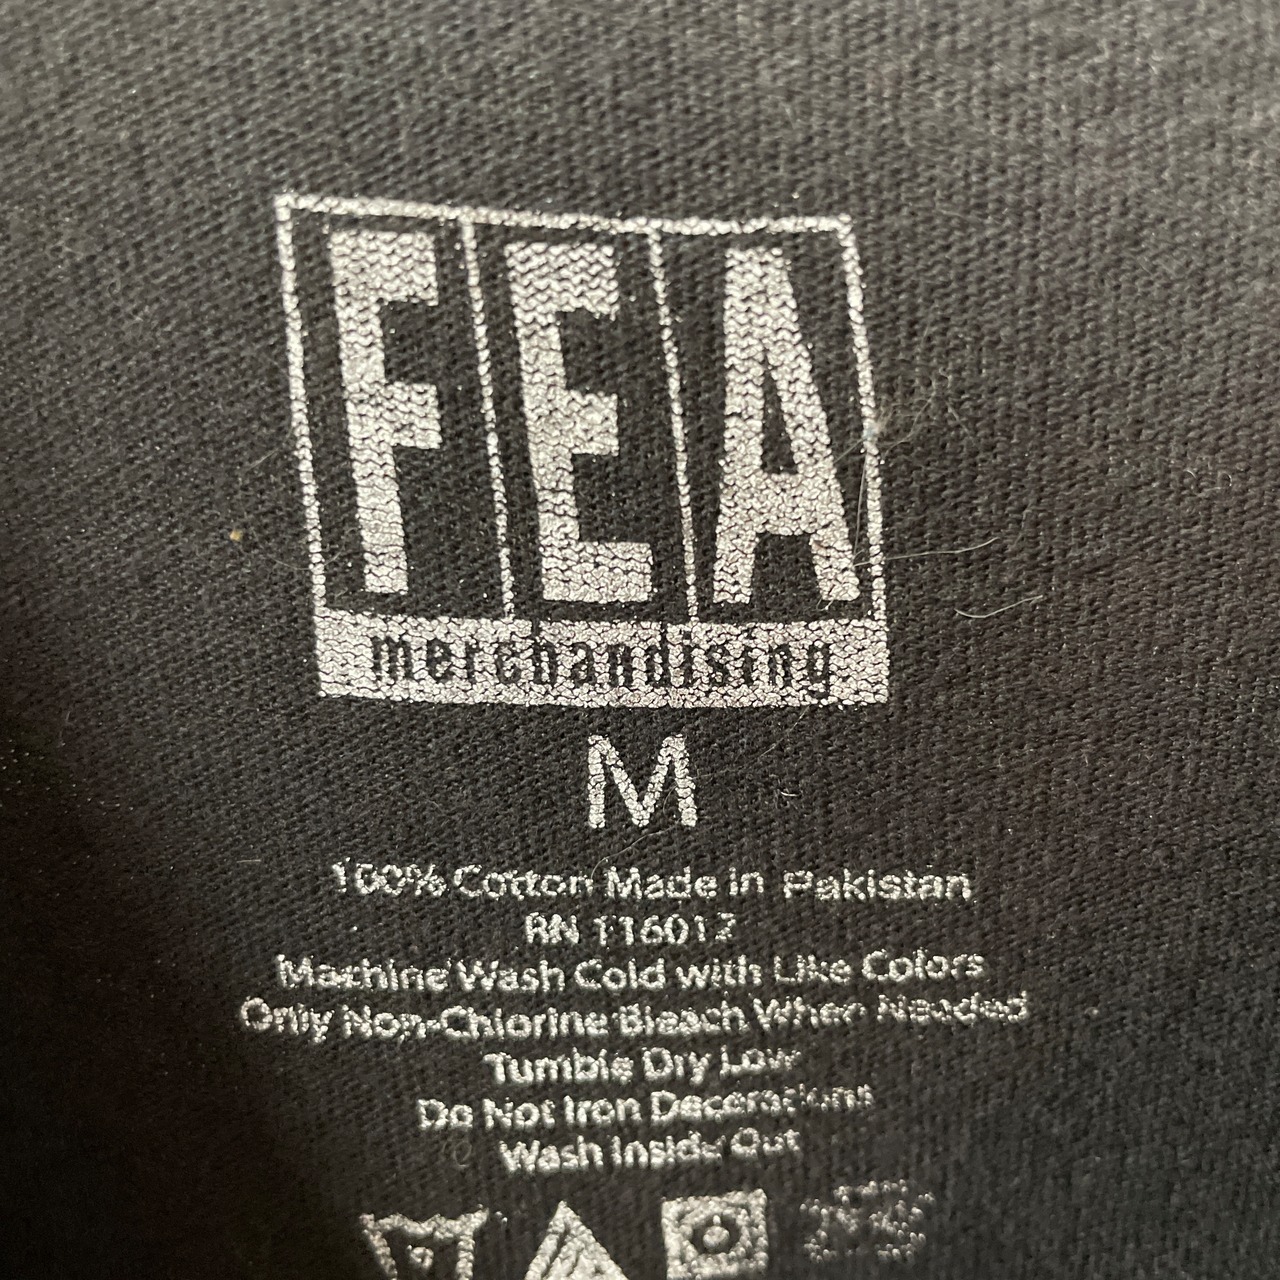 FEA
merchandising
M
100% Cotton Made in Pakistan
RN 116017
Machine Wash Cold with Like Colors
Only Non-Chlorine Bleach When Needed
Tumble Dry Low
Do Not Iron Decorations
Wash Inside Out